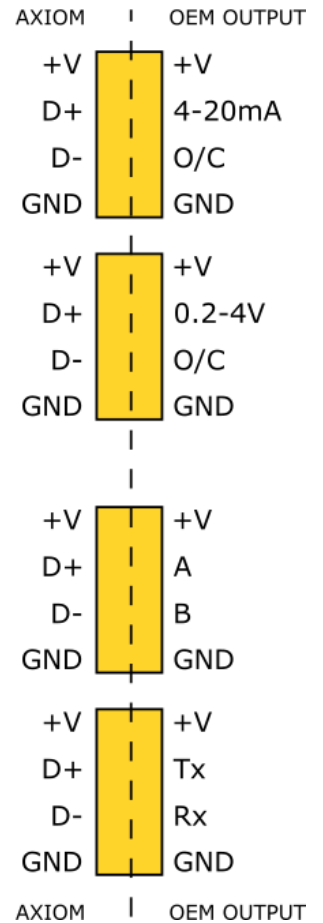 AXIOM OEM OUTPUT
+V +V
D+ 4-20mA
D- O/C
GND GND
+V +V
D+ 0.2-4V
D- O/C
GND GND
+V +V
D+ A
D- B
GND GND
+V +V
D+ Tx
D- Rx
GND GND
AXIOM OEM OUTPUT